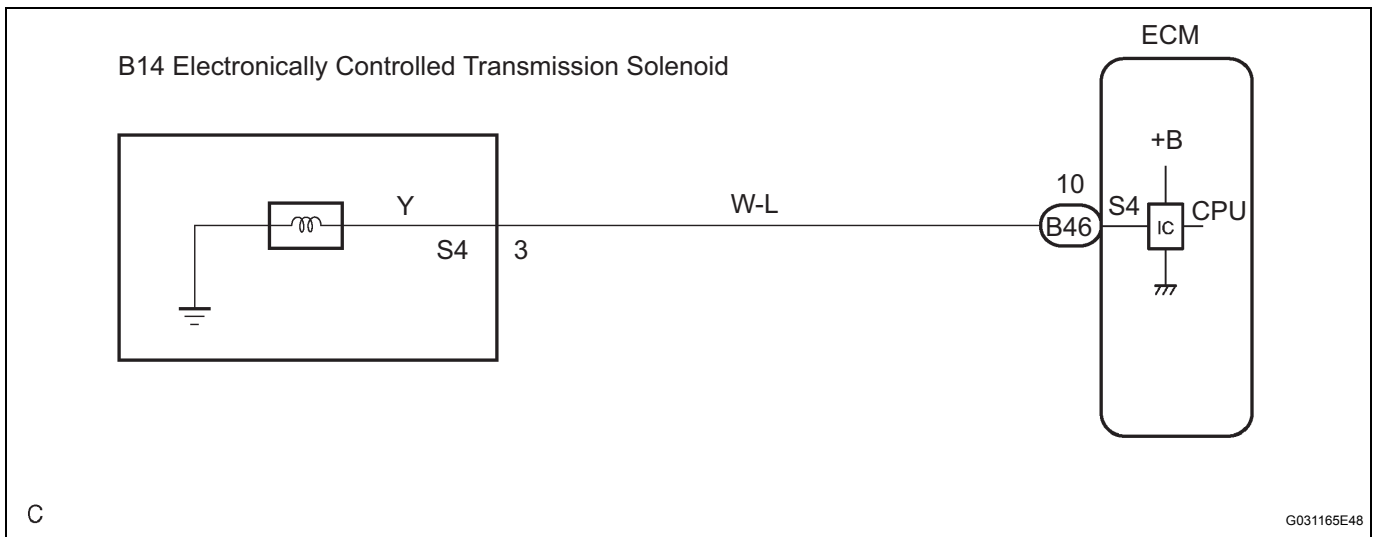 ECM
B14 Electronically Controlled Transmission Solenoid
+B
10
Y
W-L
S4
CPU
B46
IC
S4
3
C
G031165E48